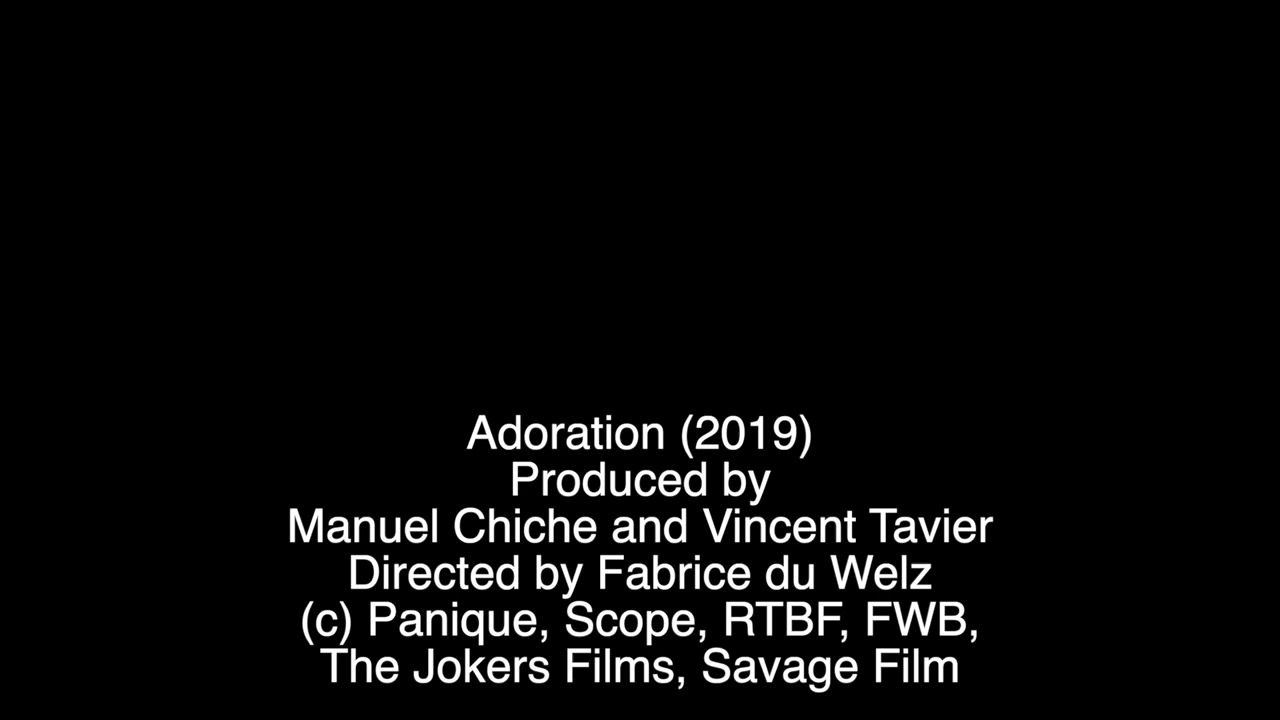 Adoration (2019)
Produced by
Manuel Chiche and Vincent Tavier
Directed by Fabrice du Welz
(c) Panique, Scope, RTBF, FWB,
The Jokers Films, Savage Film